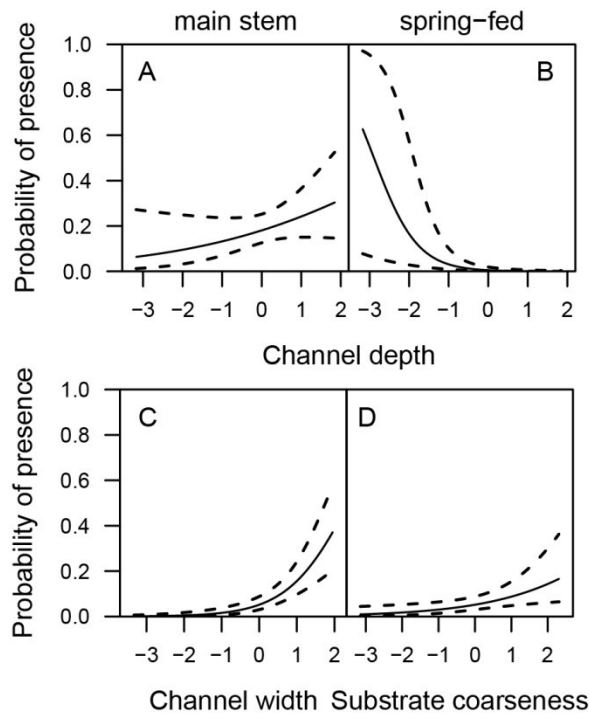 main stem spring−fed
Probability of presence
1.0
0.8
0.6
0.4
0.2
0.0
A B
−3 −2 −1 0 1 2 −3 −2 −1 0 1 2
Channel depth
Probability of presence
1.0
0.8
0.6
0.4
0.2
0.0
C D
−3 −2 −1 0 1 2 −3 −2 −1 0 1 2
Channel width Substrate coarseness